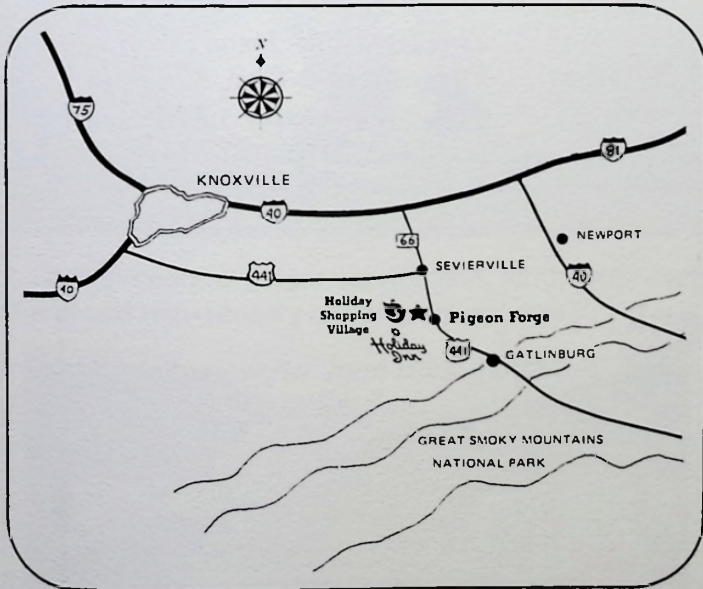 N
75
KNOXVILLE
81
40
66
NEWPORT
SEVIERVILLE
441
40
40
Holiday
Shopping
Village
Pigeon Forge
Holiday
Inn
441
GATLINBURG
GREAT SMOKY MOUNTAINS
NATIONAL PARK